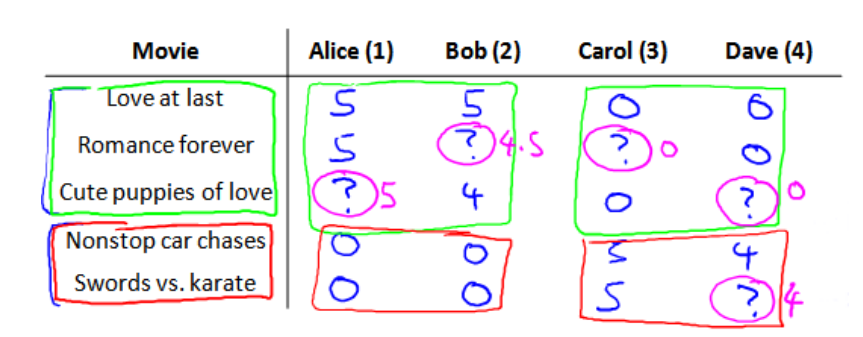 Movie Alice (1) Bob (2) Carol (3) Dave (4)
Love at last 5 5 0 0
Romance forever 5 ? 4.5 ? 0 0
Cute puppies of love ? 5 4 0 ? 0
Nonstop car chases 0 0 5 4
Swords vs. karate 0 0 5 ? 4